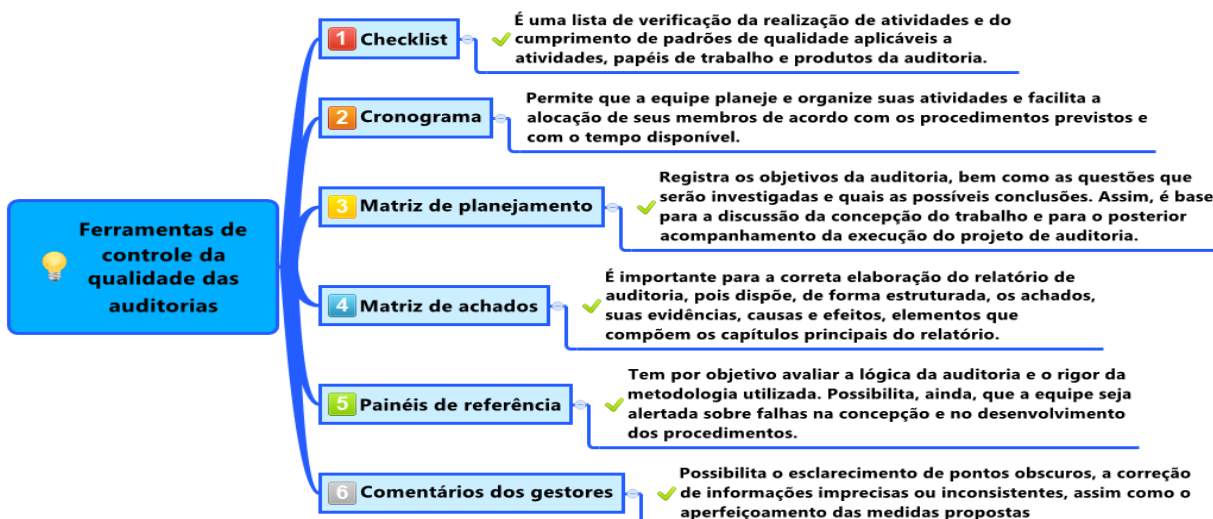 Ferramentas de
controle da
qualidade das
auditorias
1 Checklist
É uma lista de verificação da realização de atividades e do
cumprimento de padrões de qualidade aplicáveis a
atividades, papéis de trabalho e produtos da auditoria.
2 Cronograma
Permite que a equipe planeje e organize suas atividades e facilita a
alocação de seus membros de acordo com os procedimentos previstos e
com o tempo disponível.
3 Matriz de planejamento
Registra os objetivos da auditoria, bem como as questões que
serão investigadas e quais as possíveis conclusões. Assim, é base
para a discussão da concepção do trabalho e para o posterior
acompanhamento da execução do projeto de auditoria.
4 Matriz de achados
É importante para a correta elaboração do relatório de
auditoria, pois dispõe, de forma estruturada, os achados,
suas evidências, causas e efeitos, elementos que
compõem os capítulos principais do relatório.
5 Painéis de referência
Tem por objetivo avaliar a lógica da auditoria e o rigor da
metodologia utilizada. Possibilita, ainda, que a equipe seja
alertada sobre falhas na concepção e no desenvolvimento
dos procedimentos.
6 Comentários dos gestores
Possibilita o esclarecimento de pontos obscuros, a correção
de informações imprecisas ou inconsistentes, assim como o
aperfeiçoamento das medidas propostas